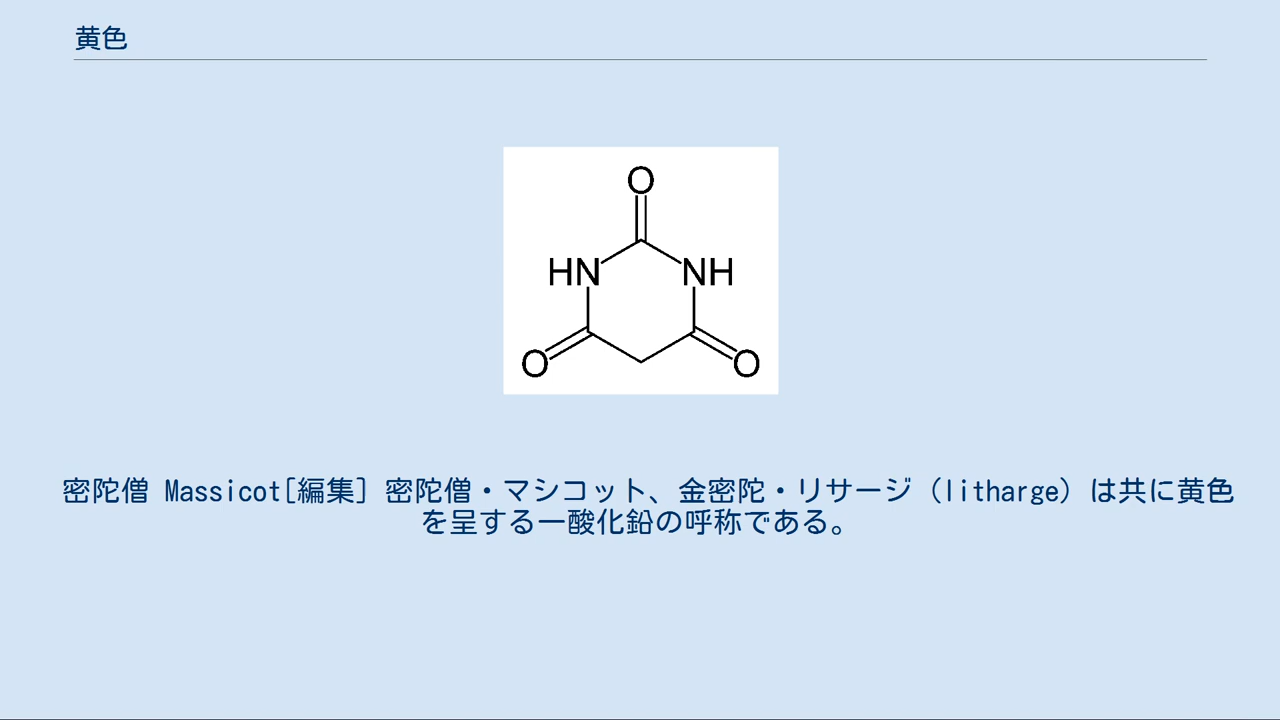 黄色
O
HN NH
O O
密陀僧 Massicot[編集] 密陀僧・マシコット、金密陀・リサージ（litharge）は共に黄色
を呈する一酸化鉛の呼称である。